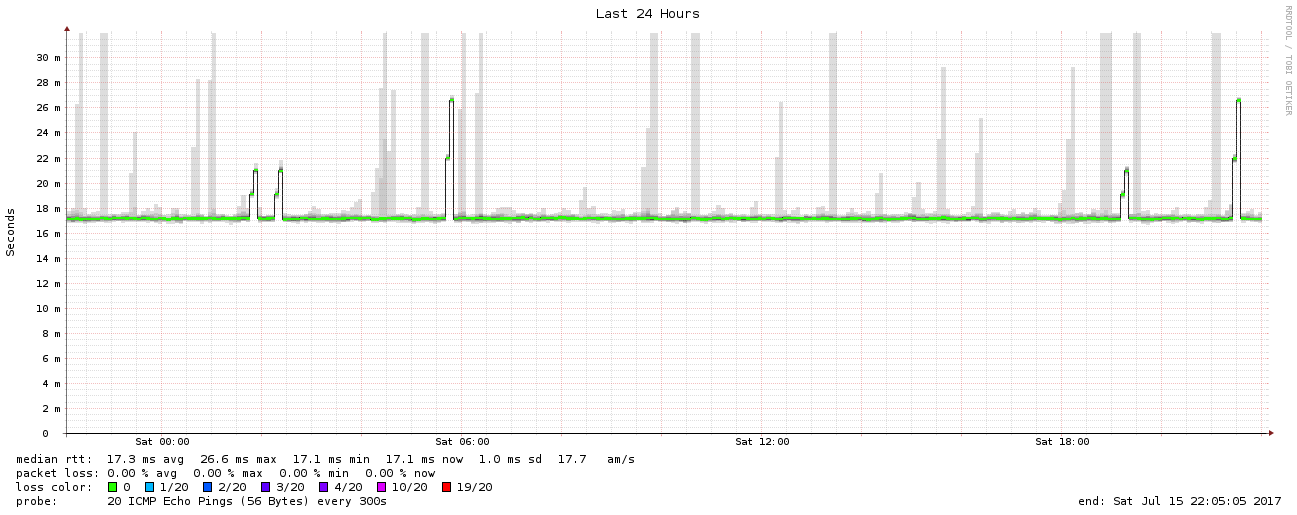 Last 24 Hours
RRDTOOL / TOBI OETIKER
Seconds
30 m
28 m
26 m
24 m
22 m
20 m
18 m
16 m
14 m
12 m
10 m
8 m
6 m
4 m
2 m
0
Sat 00:00 Sat 06:00 Sat 12:00 Sat 18:00
median rtt: 17.3 ms avg 26.6 ms max 17.1 ms min 17.1 ms now 1.0 ms sd 17.7 am/s
packet loss: 0.00 % avg 0.00 % max 0.00 % min 0.00 % now
loss color: 0 1/20 2/20 3/20 4/20 10/20 19/20
probe: 20 ICMP Echo Pings (56 Bytes) every 300s end: Sat Jul 15 22:05:05 2017